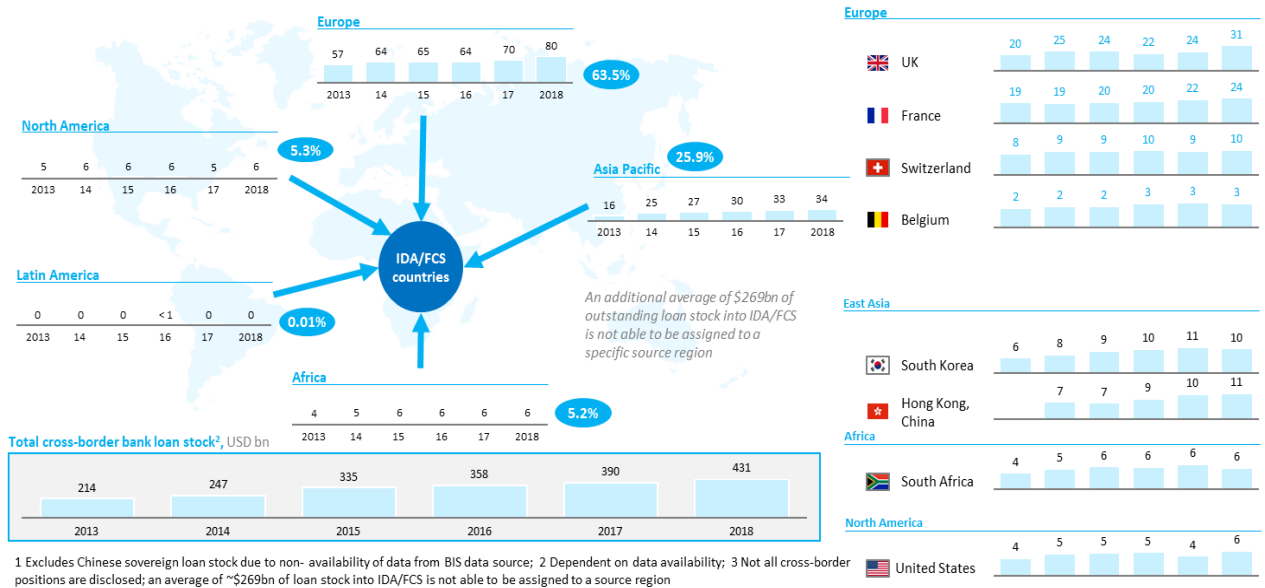 Europe
57 64 65 64 70 80
2013 14 15 16 17 2018
63.5%
North America
5 6 6 6 5 6
2013 14 15 16 17 2018
5.3%
Asia Pacific
25.9%
16 25 27 30 33 34
2013 14 15 16 17 2018
IDA/FCS
countries
Latin America
0 0 0 <1 0 0
2013 14 15 16 17 2018
0.01%
An additional average of $269bn of
outstanding loan stock into IDA/FCS
is not able to be assigned to a
specific source region
Africa
4 5 6 6 6 6
2013 14 15 16 17 2018
5.2%
Total cross-border bank loan stock², USD bn
214 247 335 358 390 431
2013 2014 2015 2016 2017 2018
1 Excludes Chinese sovereign loan stock due to non- availability of data from BIS data source; 2 Dependent on data availability; 3 Not all cross-border
positions are disclosed; an average of ~$269bn of loan stock into IDA/FCS is not able to be assigned to a source region
Europe
UK 20 25 24 22 24 31
France 19 19 20 20 22 24
Switzerland 8 9 9 10 9 10
Belgium 2 2 2 3 3 3
East Asia
South Korea 6 8 9 10 11 10
Hong Kong, 7 7 9 10 11
China
Africa
South Africa 4 5 6 6 6 6
North America
United States 4 5 5 5 4 6